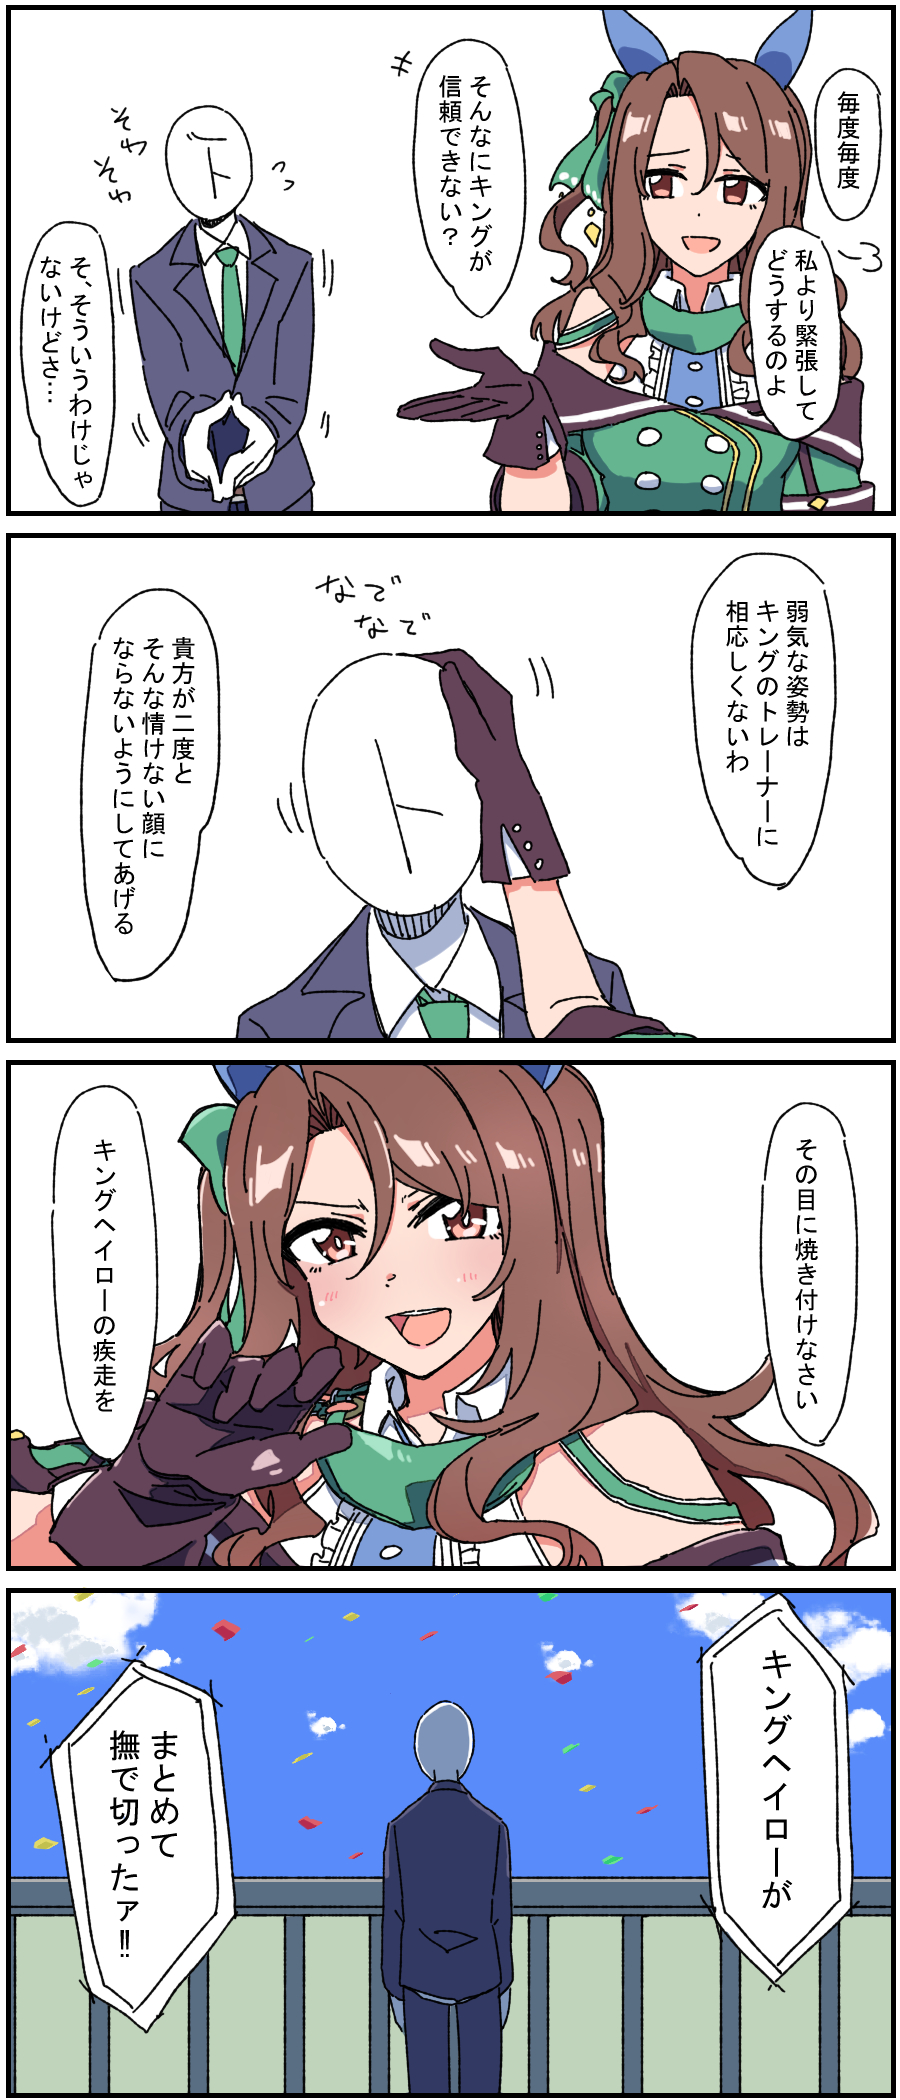 毎度毎度
私より緊張して
どうするのよ
そんなにキングが
信頼できない?
そわ
そわ
そ、そういうわけじゃ
ないけどさ…
弱気な姿勢は
キングのトレーナーに
相応しくないわ
なで
なで
貴方が二度と
そんな情けない顔に
ならないようにしてあげる
その目に焼き付けなさい
キングヘイローの疾走を
キングヘイローが
まとめて
撫で切ったァ!!